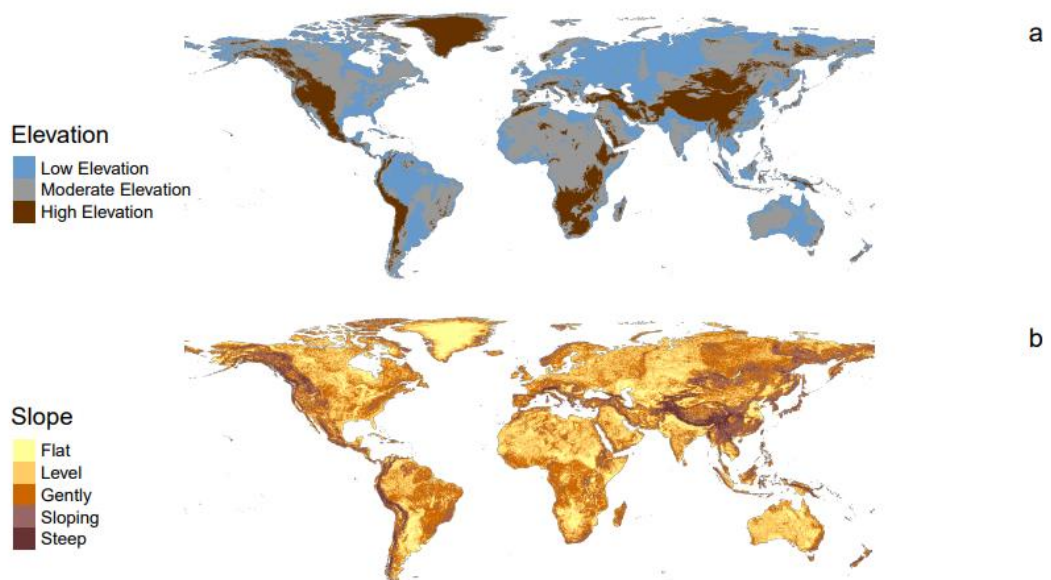 a
Elevation
Low Elevation
Moderate Elevation
High Elevation
b
Slope
Flat
Level
Gently
Sloping
Steep